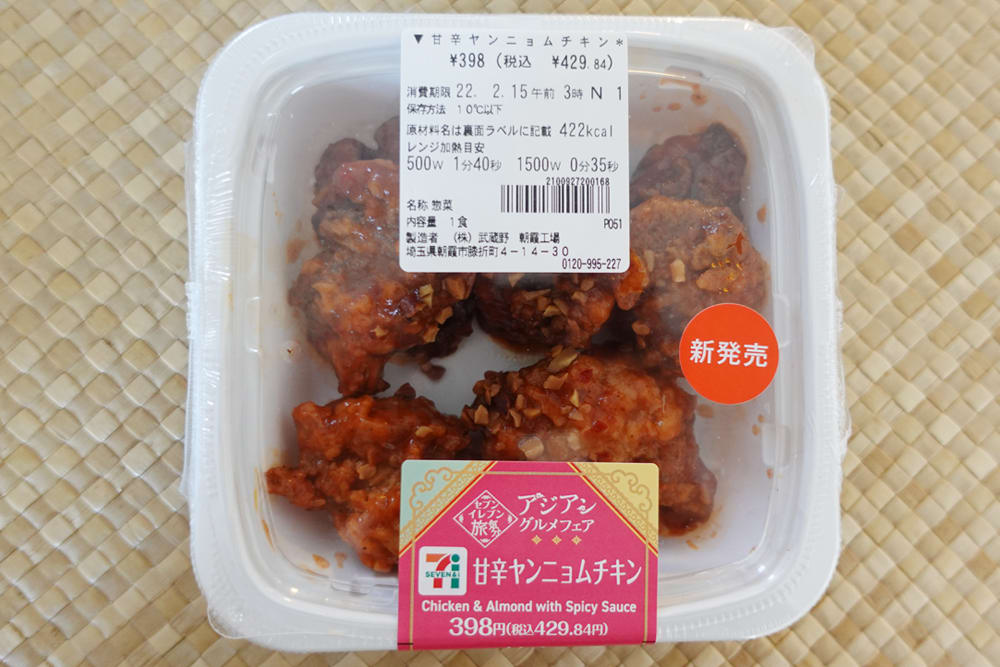 ▼甘辛ヤンニョムチキン*
¥398(税込 ¥429.84)
消費期限 22. 2.15午前 3時 N 1
保存方法 10℃以下
原材料名は裏面ラベルに記載 422kcal
レンジ加熱目安
500W 1分40秒 1500W 0分35秒
2100927200168
名称 惣菜
内容量 1食 P051
製造者 (株)武蔵野 朝霞工場
埼玉県朝霞市膝折町4-14-30
0120-995-227
新発売
セブン
イレブン
旅夢
アジアン
グルメフェア
7i
SEVEN&i
甘辛ヤンニョムチキン
Chicken & Almond with Spicy Sauce
398円(税込429.84円)